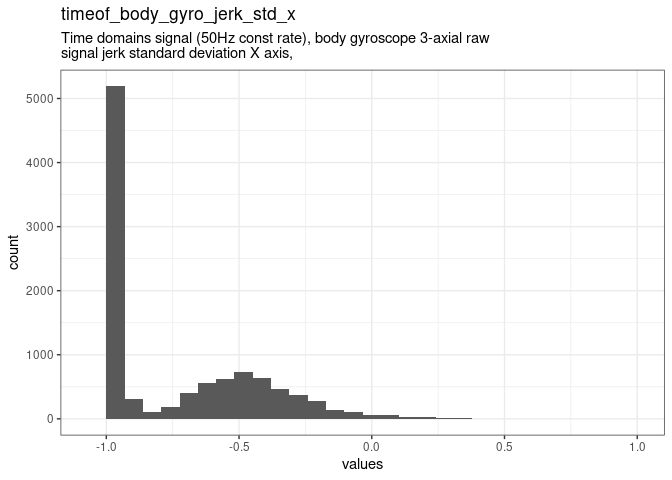 timeof_body_gyro_jerk_std_x
Time domains signal (50Hz const rate), body gyroscope 3-axial raw
signal jerk standard deviation X axis,
5000
4000
3000
2000
1000
0
count
-1.0 -0.5 0.0 0.5 1.0
values